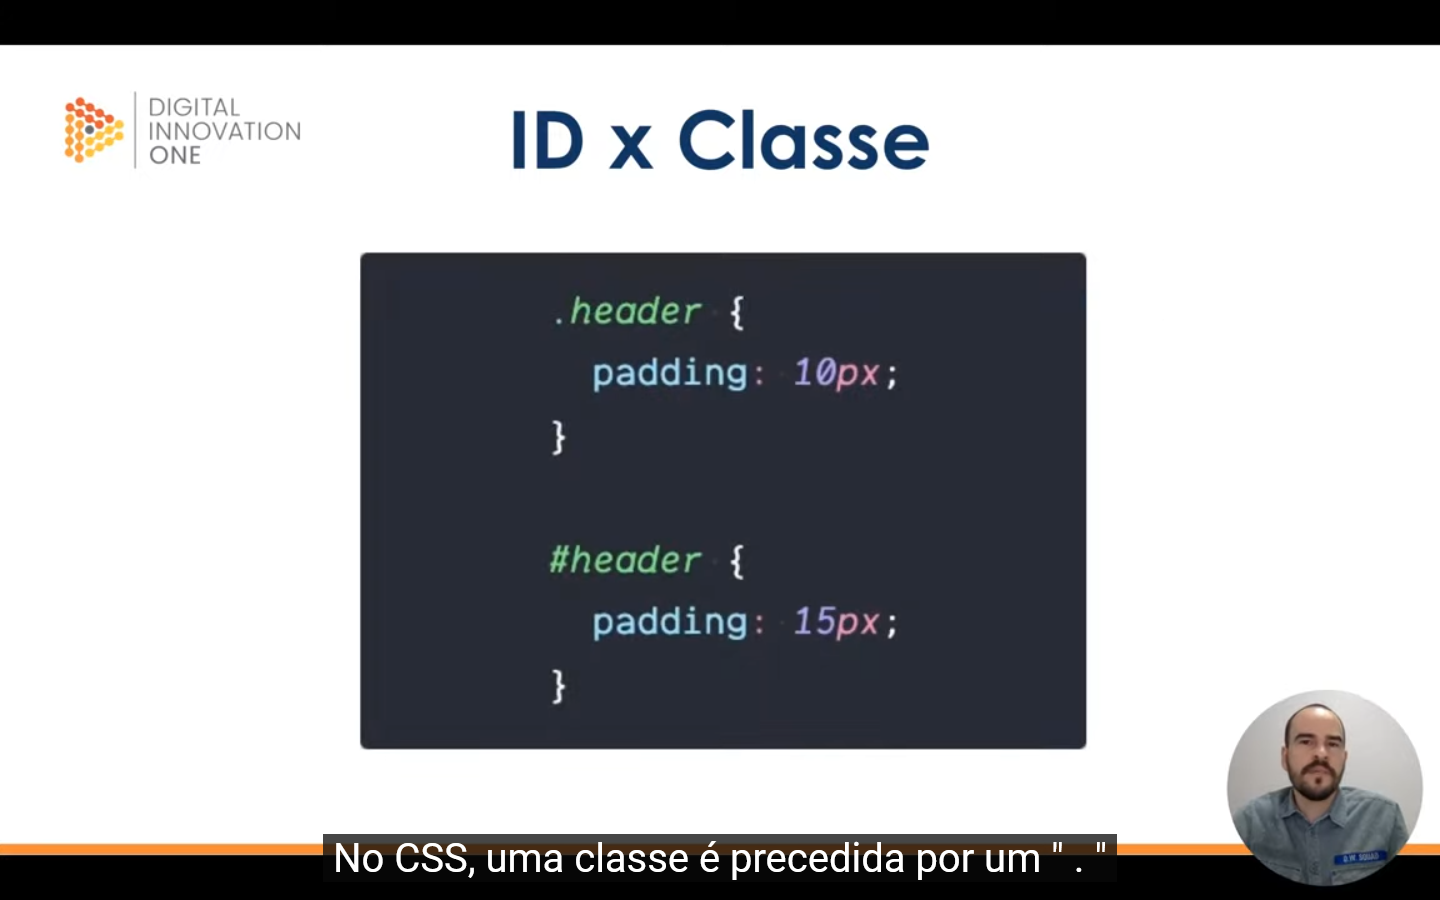 DIGITAL
INNOVATION
ONE
ID x Classe
.header {
padding: 10px;
}
#header {
padding: 15px;
}
No CSS, uma classe é precedida por um " . "